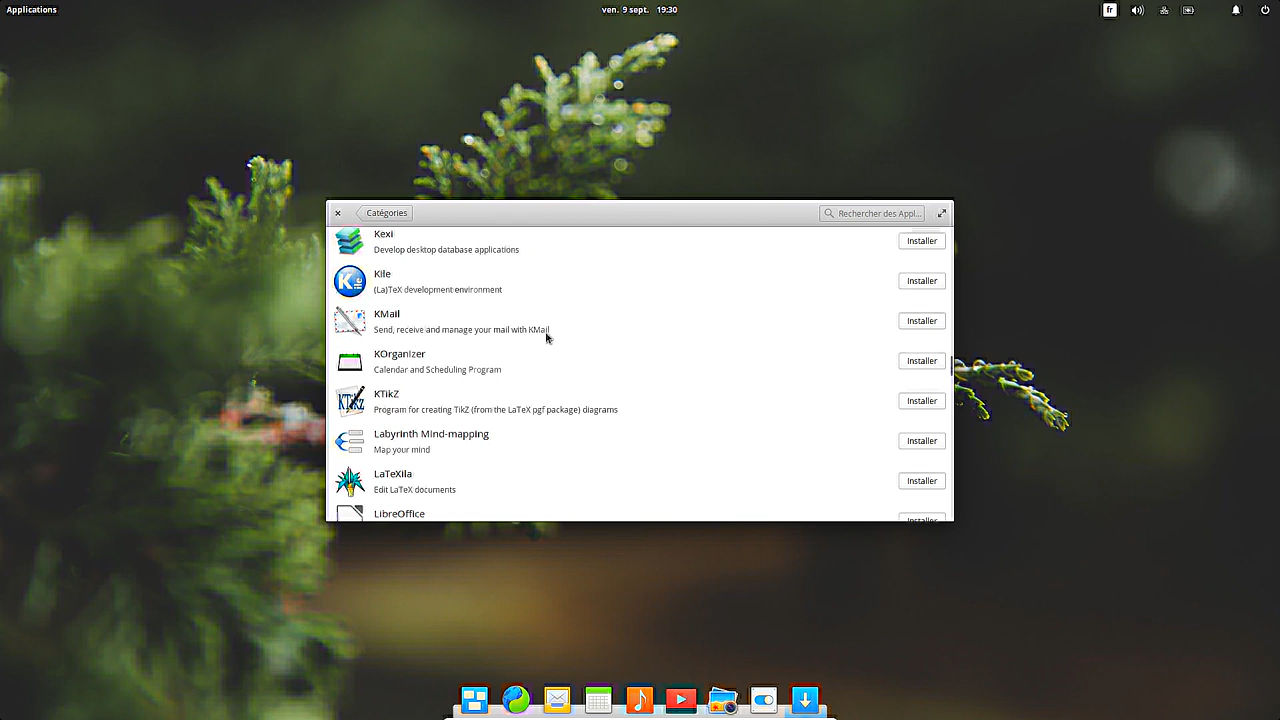 Applications
ven. 9 sept. 19:30
fr
Catégories
Rechercher des Appl...
Kexi
Develop desktop database applications
Installer
Kile
(La)TeX development environment
Installer
KMail
Send, receive and manage your mail with KMail
Installer
KOrganizer
Calendar and Scheduling Program
Installer
KTikZ
Program for creating TikZ (from the LaTeX pgf package) diagrams
Installer
Labyrinth Mind-mapping
Map your mind
Installer
LaTeXila
Edit LaTeX documents
Installer
LibreOffice
Installer